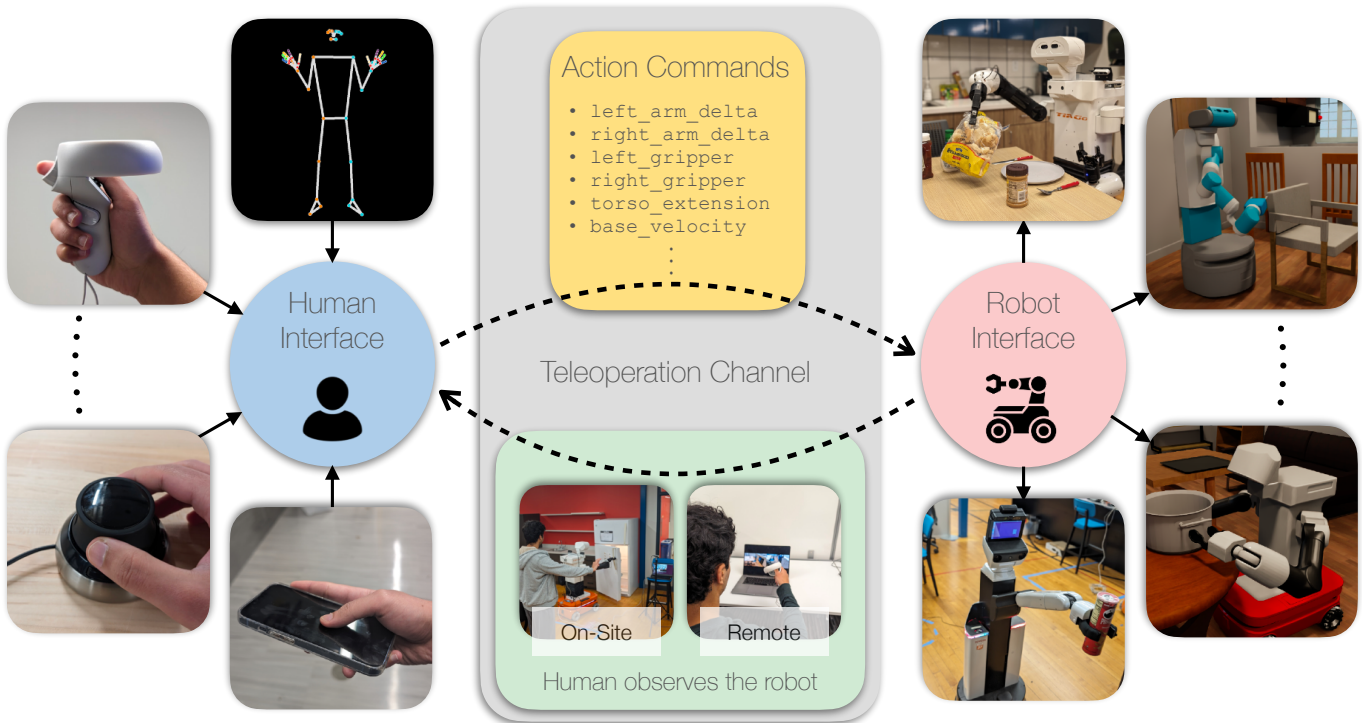 Action Commands
• left_arm_delta
• right_arm_delta
• left_gripper
• right_gripper
• torso_extension
• base_velocity
Human
Interface
Teleoperation Channel
Robot
Interface
On-Site
Remote
Human observes the robot
TIAGo